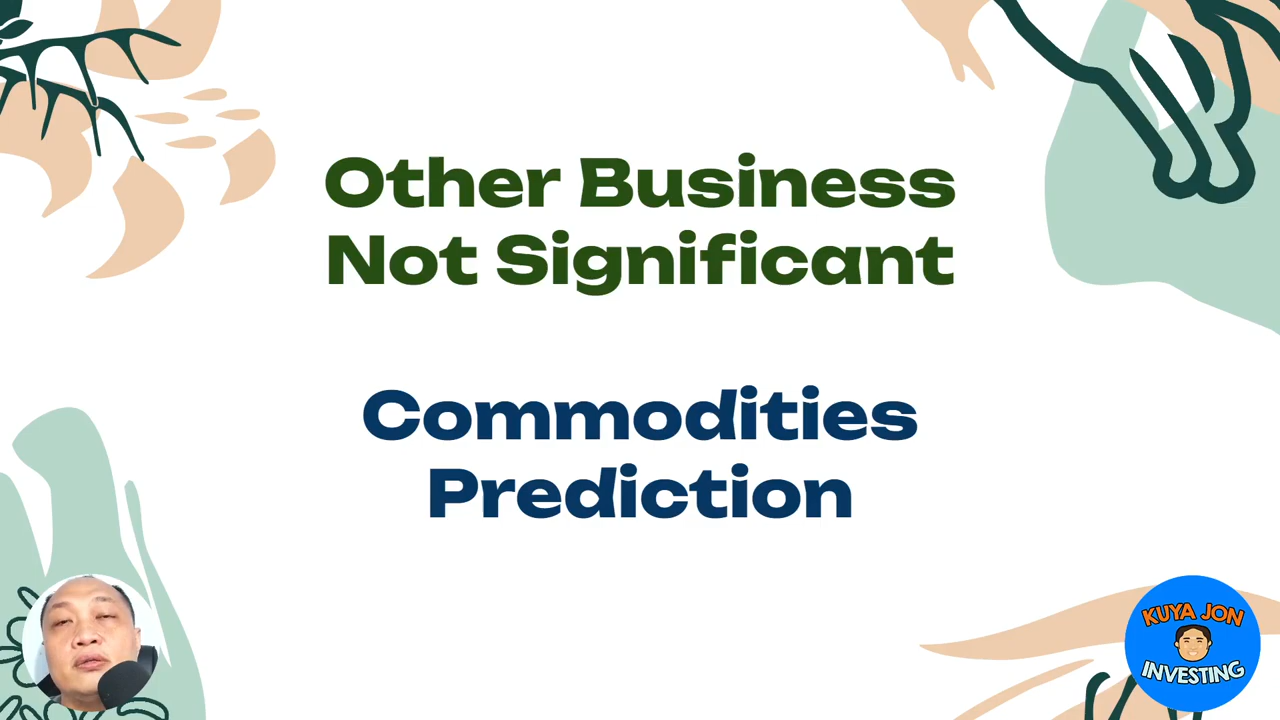 Other Business
Not Significant
Commodities
Prediction
KUYA JON
INVESTING